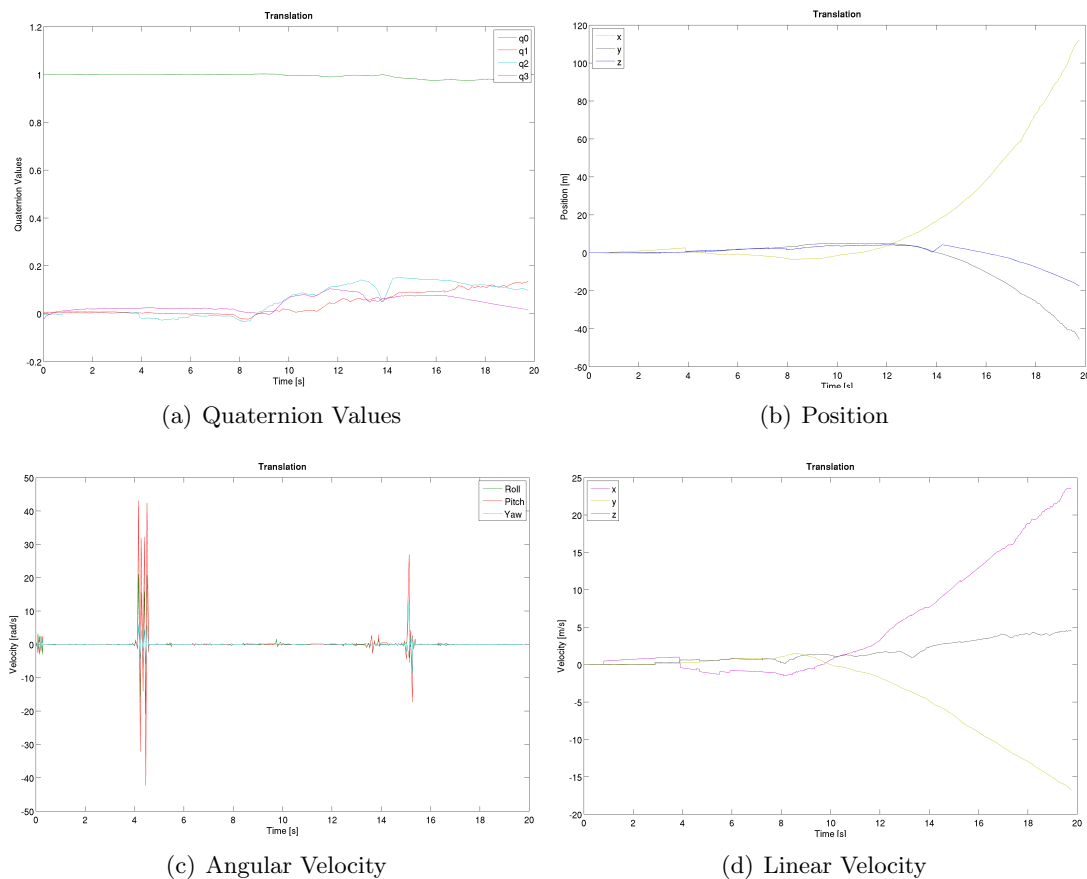 Translation
1.2
1
0.8
0.6
0.4
0.2
0
-0.2
Quaternion Values
q0
q1
q2
q3
0 2 4 6 8 10 12 14 16 18 20
Time [s]
(a) Quaternion Values
Translation
120
100
80
60
40
20
0
-20
-40
-60
Position [m]
x
y
z
0 2 4 6 8 10 12 14 16 18 20
Time [s]
(b) Position
Translation
50
40
30
20
10
0
-10
-20
-30
-40
-50
Velocity [rad/s]
Roll
Pitch
Yaw
0 2 4 6 8 10 12 14 16 18 20
Time [s]
(c) Angular Velocity
Translation
25
20
15
10
5
0
-5
-10
-15
-20
Velocity [m/s]
x
y
z
0 2 4 6 8 10 12 14 16 18 20
Time [s]
(d) Linear Velocity